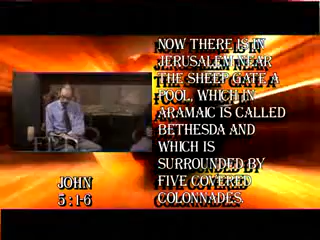 NOW THERE IS IN
JERUSALEM NEAR
THE SHEEP GATE A
POOL, WHICH IN
ARAMAIC IS CALLED
BETHESDA AND
WHICH IS
SURROUNDED BY
FIVE COVERED
COLONNADES.
JOHN
5:1-6